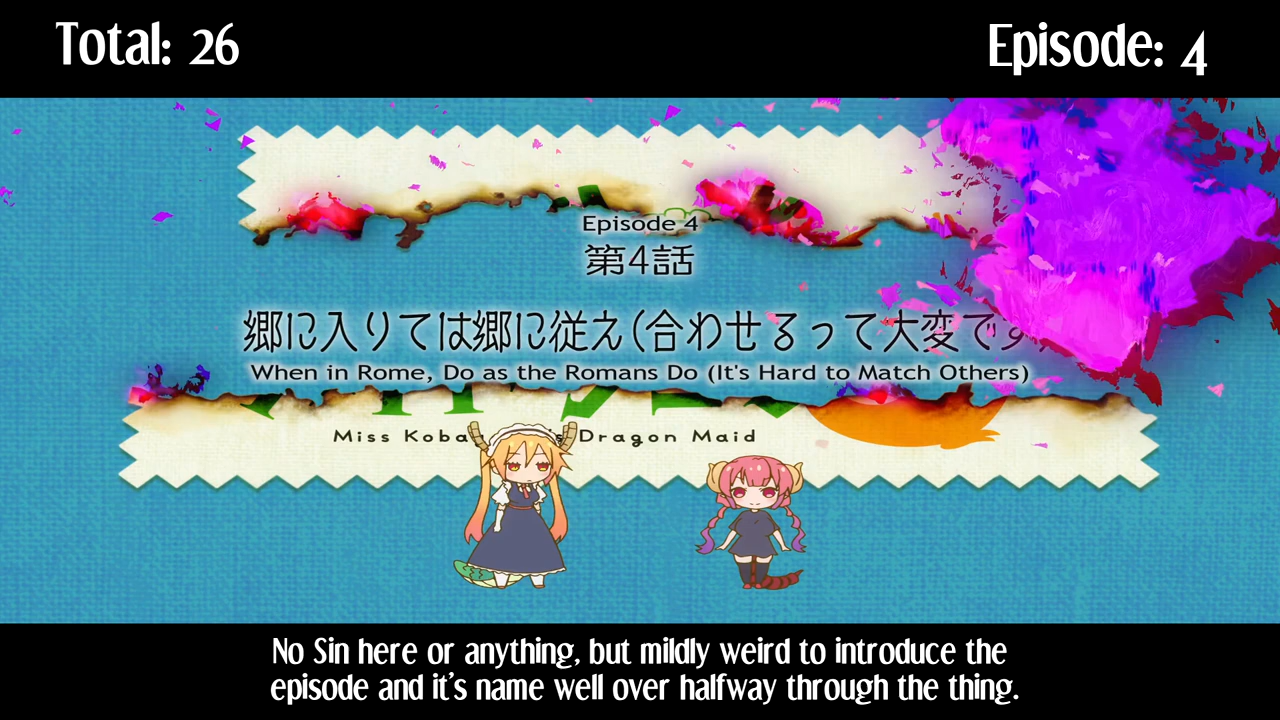 Total: 26
Episode: 4
Episode 4
第4話
郷に入りては郷に従え(合わせるって大変です)
When in Rome, Do as the Romans Do (It's Hard to Match Others)
Miss Koba is Dragon Maid
No Sin here or anything, but mildly weird to introduce the
episode and it's name well over halfway through the thing.